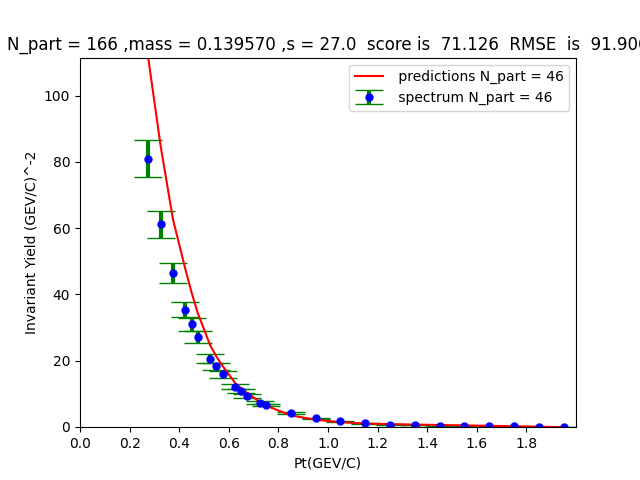 N_part = 166 ,mass = 0.139570 ,s = 27.0 score is 71.126 RMSE is 91.906
predictions N_part = 46
spectrum N_part = 46
Invariant Yield (GEV/C)^-2
100
80
60
40
20
0
0.0 0.2 0.4 0.6 0.8 1.0 1.2 1.4 1.6 1.8
Pt(GEV/C)